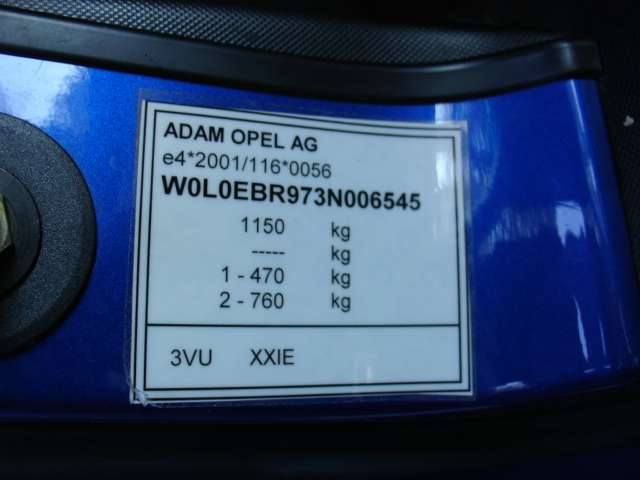 ADAM OPEL AG
e4*2001/116*0056
W0L0EBR973N006545
1150 kg
----- kg
1 - 470 kg
2 - 760 kg
3VU XXIE